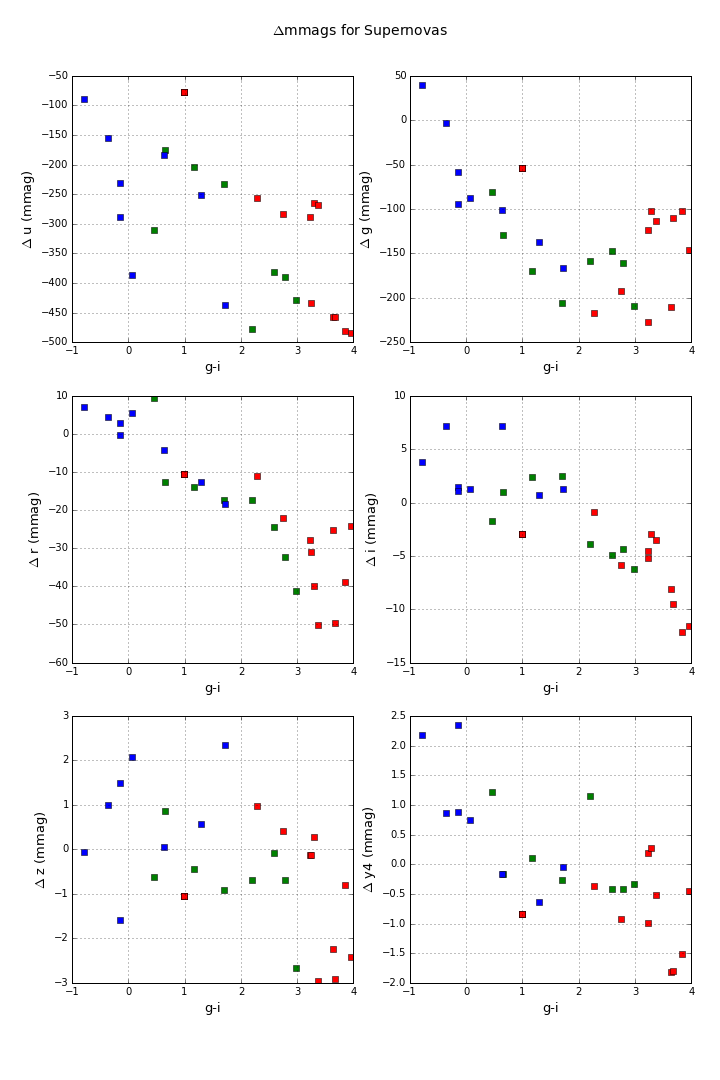 Δmmags for Supernovas
−50
−100
−150
−200
−250
−300
−350
−400
−450
−500
Δ u (mmag)
−1 0 1 2 3 4
g-i
50
0
−50
−100
−150
−200
−250
Δ g (mmag)
−1 0 1 2 3 4
g-i
10
0
−10
−20
−30
−40
−50
−60
Δ r (mmag)
−1 0 1 2 3 4
g-i
10
5
0
−5
−10
−15
Δ i (mmag)
−1 0 1 2 3 4
g-i
3
2
1
0
−1
−2
−3
Δ z (mmag)
−1 0 1 2 3 4
g-i
2.5
2.0
1.5
1.0
0.5
0.0
−0.5
−1.0
−1.5
−2.0
Δ y4 (mmag)
−1 0 1 2 3 4
g-i